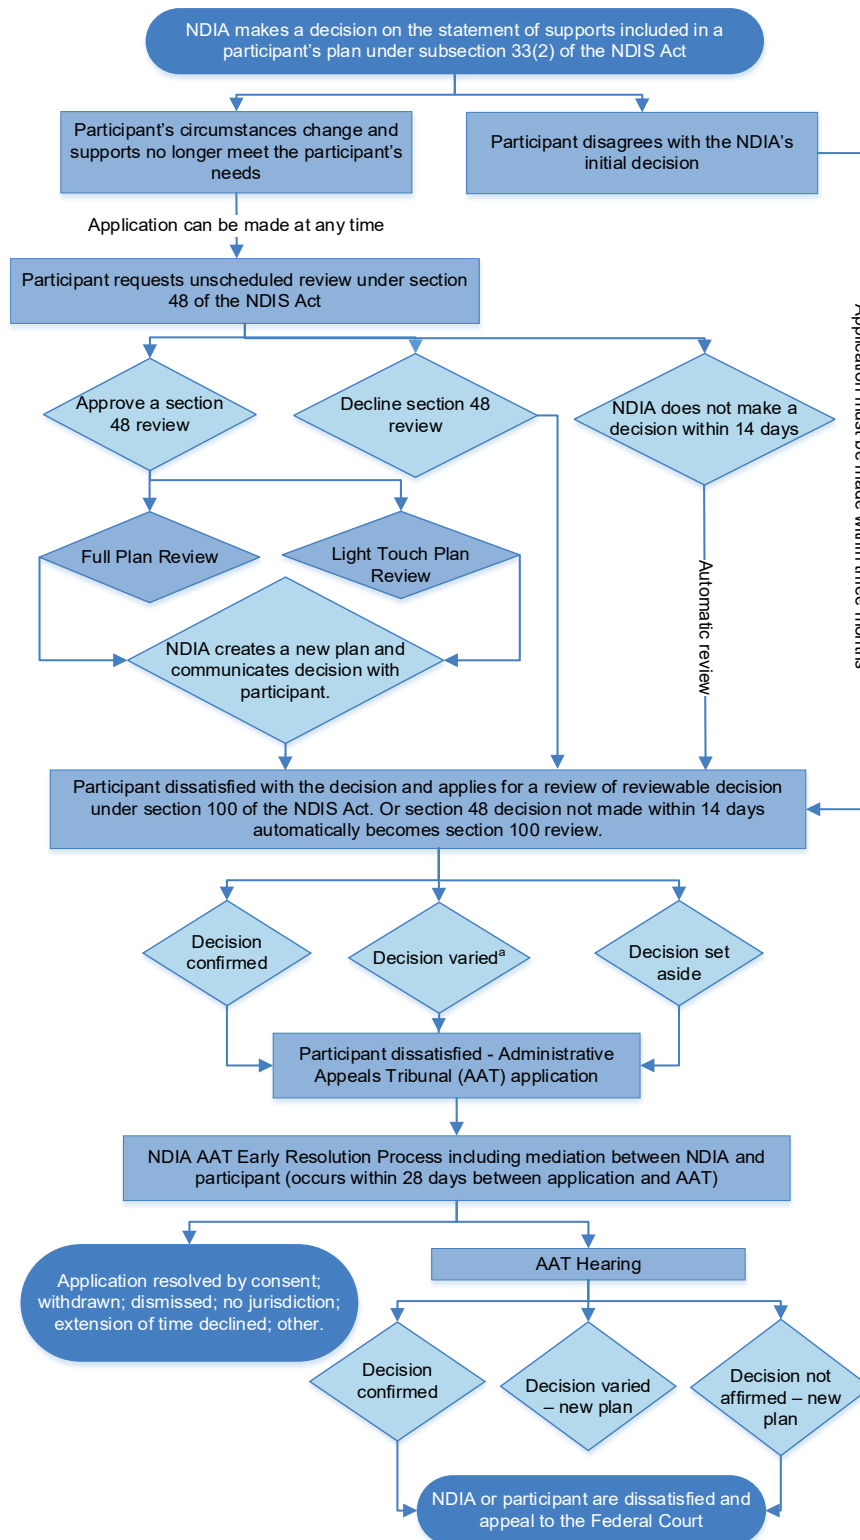 NDIA makes a decision on the statement of supports included in a
participant's plan under subsection 33(2) of the NDIS Act
Participant's circumstances change and
supports no longer meet the participant's
needs
Participant disagrees with the NDIA's
initial decision
Application can be made at any time
Participant requests unscheduled review under section
48 of the NDIS Act
Application must be made within three months
Approve a section
48 review
Decline section 48
review
NDIA does not make a
decision within 14 days
Full Plan Review
Light Touch Plan
Review
Automatic review
NDIA creates a new plan and
communicates decision with
participant.
Participant dissatisfied with the decision and applies for a review of reviewable decision
under section 100 of the NDIS Act. Or section 48 decision not made within 14 days
automatically becomes section 100 review.
Decision
confirmed
Decision variedª
Decision set
aside
Participant dissatisfied - Administrative
Appeals Tribunal (AAT) application
NDIA AAT Early Resolution Process including mediation between NDIA and
participant (occurs within 28 days between application and AAT)
Application resolved by consent;
withdrawn; dismissed; no jurisdiction;
extension of time declined; other.
AAT Hearing
Decision
confirmed
Decision varied
– new plan
Decision not
affirmed – new
plan
NDIA or participant are dissatisfied and
appeal to the Federal Court